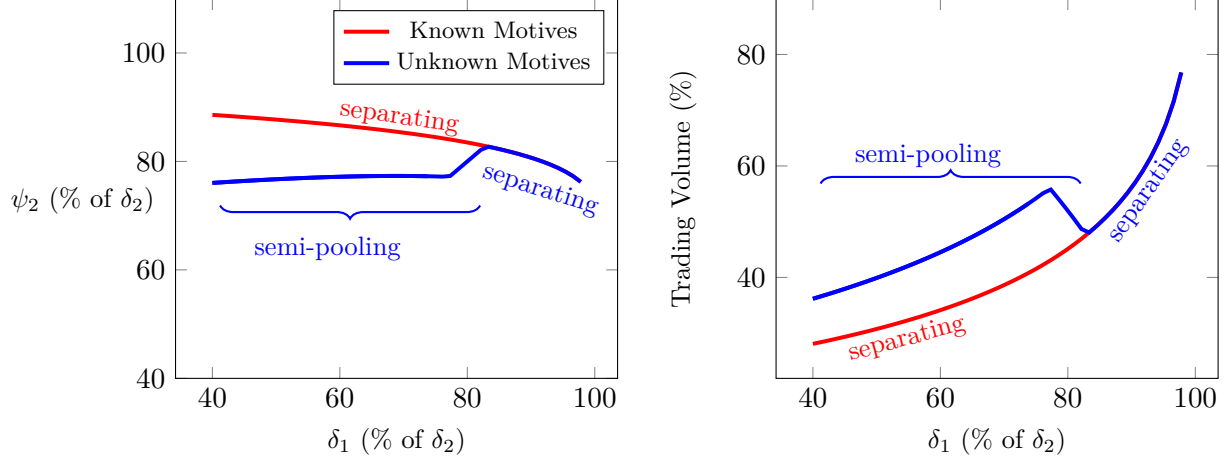 100
80
60
40
ψ₂ (% of δ₂)
Known Motives
Unknown Motives
separating
separating
semi-pooling
40
60
80
100
δ₁ (% of δ₂)
80
60
40
Trading Volume (%)
semi-pooling
separating
separating
40
60
80
100
δ₁ (% of δ₂)